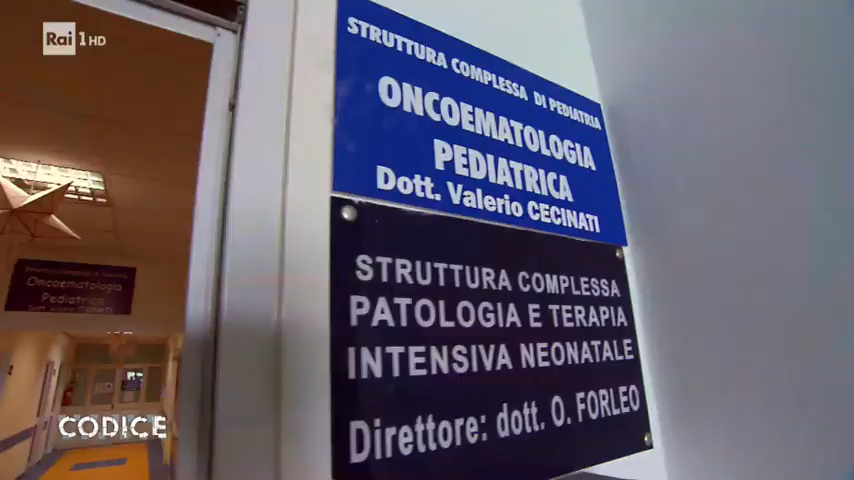 Rai 1 HD
STRUTTURA COMPLESSA DI PEDIATRIA
ONCOEMATOLOGIA
PEDIATRICA
Dott. Valerio CECINATI
STRUTTURA COMPLESSA
PATOLOGIA E TERAPIA
INTENSIVA NEONATALE
Direttore: dott. O. FORLEO
Oncoematologia
Pediatrica
CODICE